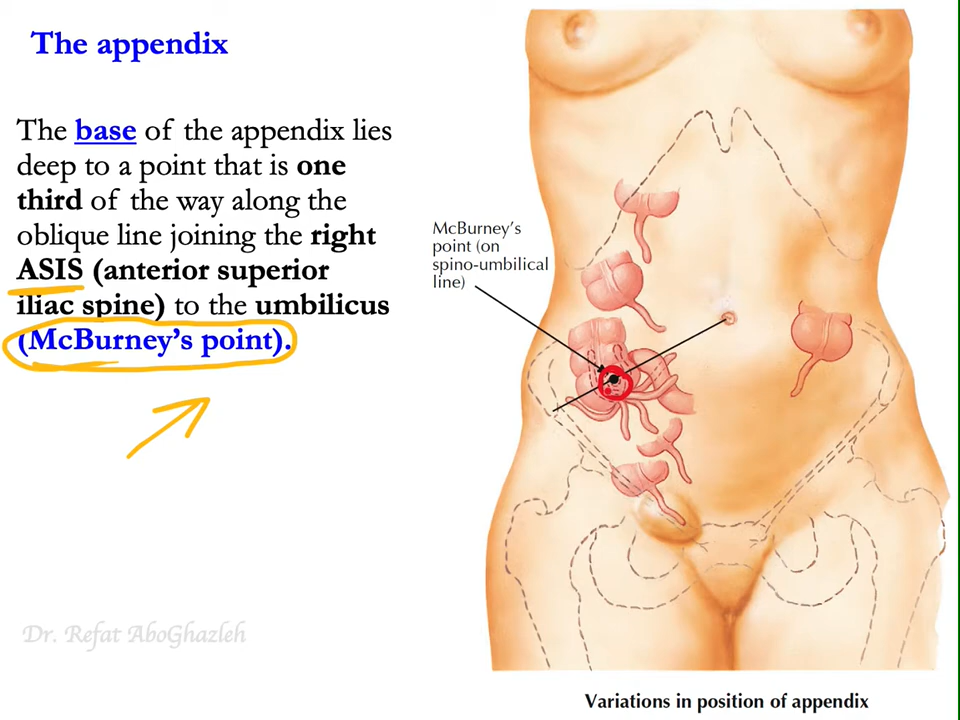 The appendix
The base of the appendix lies
deep to a point that is one
third of the way along the
oblique line joining the right
ASIS (anterior superior
iliac spine) to the umbilicus
(McBurney's point).
McBurney's
point (on
spino-umbilical
line)
Dr. Refat AboGhazleh
Variations in position of appendix